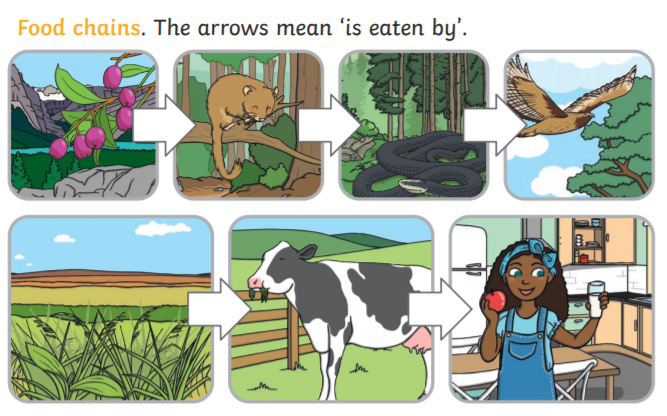 Food chains. The arrows mean ‘is eaten by’.